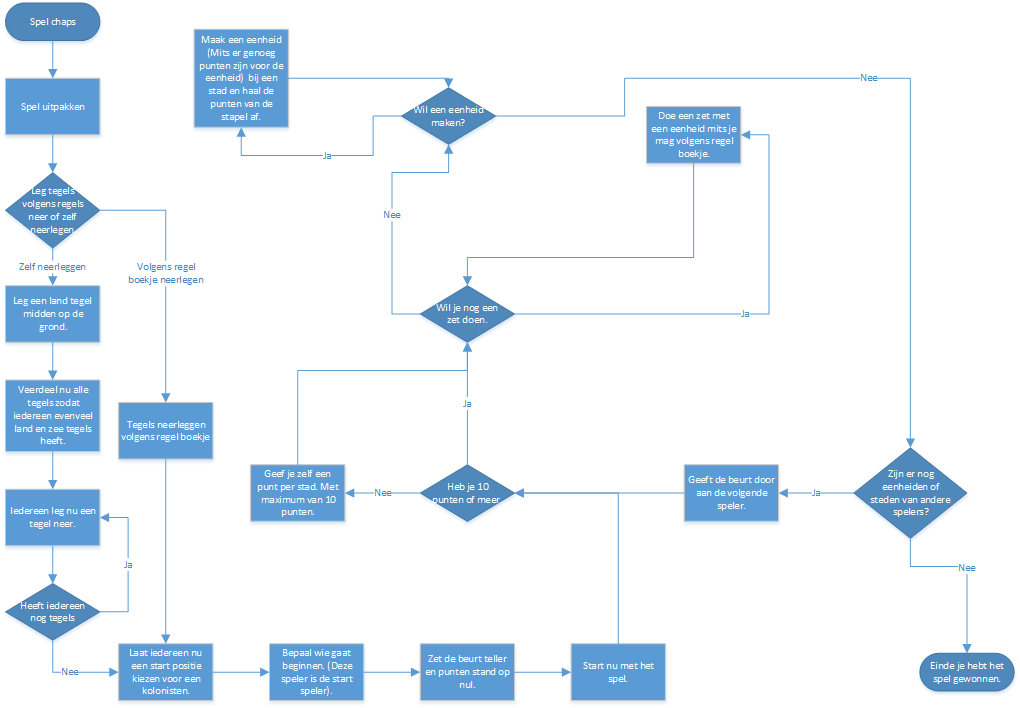 Spel chaps
Spel uitpakken
Leg tegels
volgens regels
neer of zelf
neerlegen
Zelf neerleggen
Volgens regel
boekje neerlegen
Leg een land tegel
midden op de
grond.
Veerdeel nu alle
tegels zodat
iedereen evenveel
land en zee tegels
heeft.
Tegels neerleggen
volgens regel boekje
Iedereen leg nu een
tegel neer.
Ja
Heeft iedereen
nog tegels
Nee
Laat iedereen nu
een start positie
kiezen voor een
kolonisten.
Bepaal wie gaat
beginnen. (Deze
speler is de start
speler).
Zet de beurt teller
en punten stand op
nul.
Start nu met het
spel.
Heb je 10
punten of meer
Nee
Geef je zelf een
punt per stad. Met
maximum van 10
punten.
Ja
Wil je nog een
zet doen.
Ja
Doe een zet met
een eenheid mits je
mag volgens regel
boekje.
Nee
Wil een eenheid
maken?
Ja
Maak een eenheid
(Mits er genoeg
punten zijn voor de
eenheid) bij een
stad en haal de
punten van de
stapel af.
Nee
Zijn er nog
eenheiden of
steden van andere
spelers?
Ja
Geeft de beurt door
aan de volgende
speler.
Nee
Einde je hebt het
spel gewonnen.